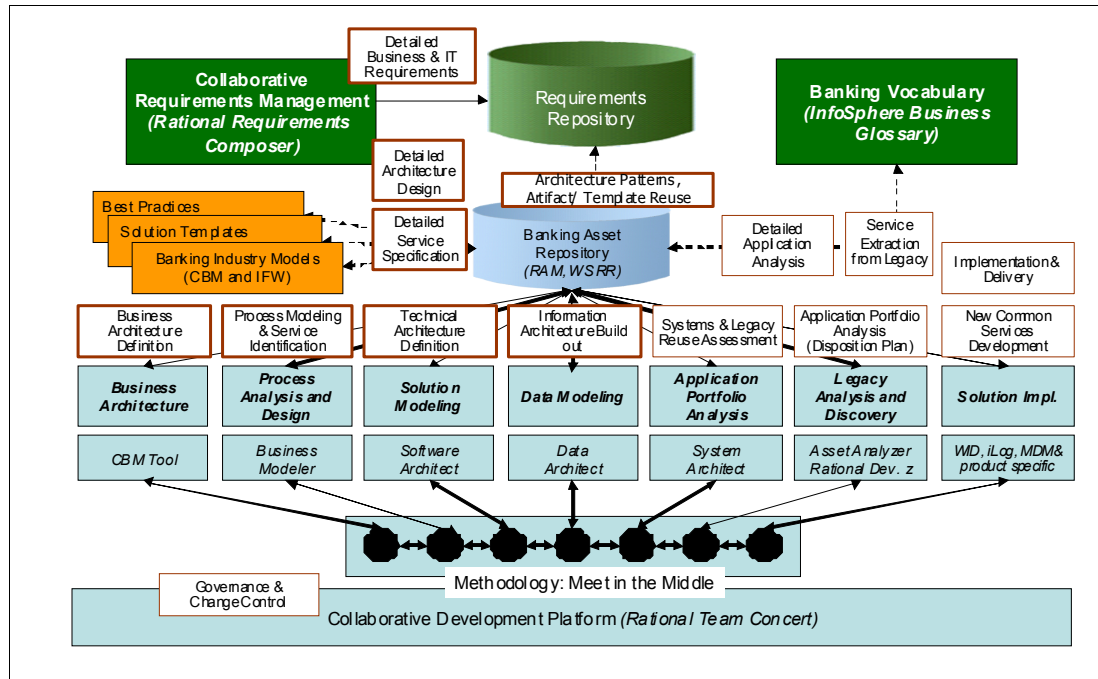 Detailed
Business & IT
Requirements
Collaborative
Requirements Management
(Rational Requirements
Composer)
Requirements
Repository
Banking Vocabulary
(InfoSphere Business
Glossary)
Detailed
Architecture
Design
Architecture Patterns,
Artifact/ Template Reuse
Best Practices
Solution Templates
Banking Industry Models
(CBM and IFW)
Detailed
Service
Specification
Banking Asset
Repository
(RAM, WSRR)
Detailed
Application
Analysis
Service
Extraction
from Legacy
Implementation &
Delivery
Business
Architecture
Definition
Process Modeling
& Service
Identification
Technical
Architecture
Definition
Information
Architecture Build
out
Systems & Legacy
Reuse Assessment
Application Portfolio
Analysis
(Disposition Plan)
New Common
Services
Development
Business
Architecture
Process
Analysis and
Design
Solution
Modeling
Data Modeling
Application
Portfolio
Analysis
Legacy
Analysis and
Discovery
Solution Impl.
CBM Tool
Business
Modeler
Software
Architect
Data
Architect
System
Architect
Asset Analyzer
Rational Dev. z
WID, iLog, MDM &
product specific
Methodology: Meet in the Middle
Governance &
Change Control
Collaborative Development Platform (Rational Team Concert)